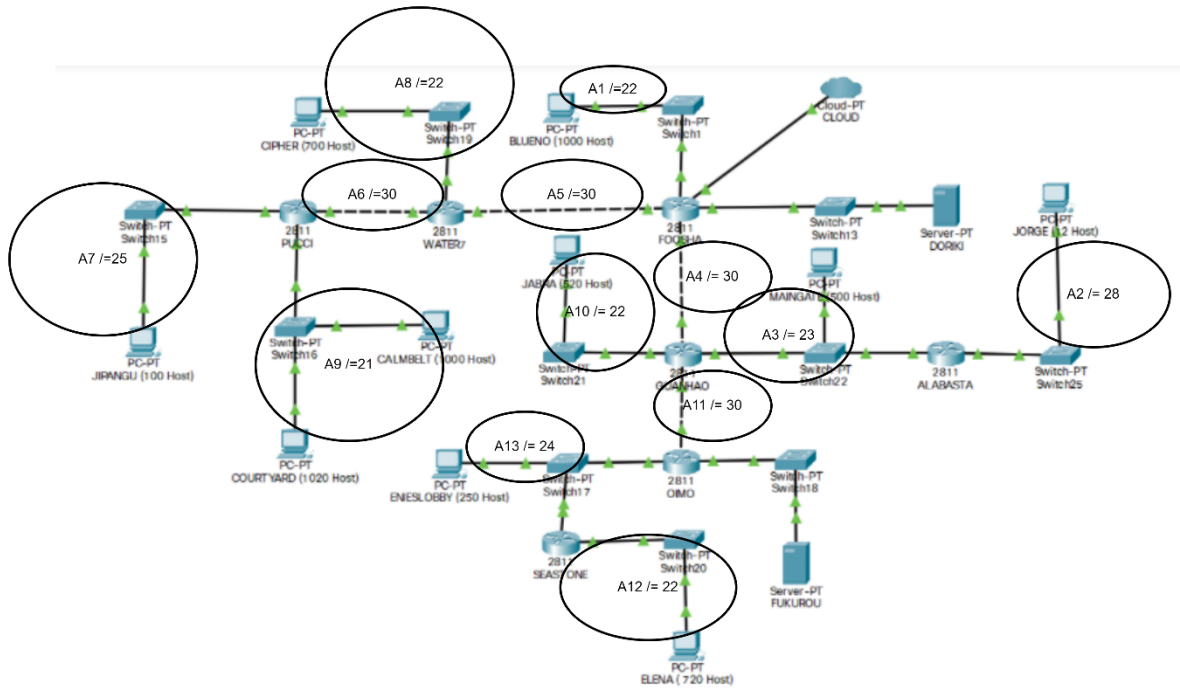 A8 /=22
PC-PT
CIPHER (700 Host)
Switch-PT
Switch19
A1 /=22
PC-PT
BLUENO (1000 Host)
Switch-PT
Switch1
Cloud-PT
CLOUD
A6 /=30
A5 /=30
Switch-PT
Switch15
2811
PUCCI
2811
WATER7
2811
FOOSHA
Switch-PT
Switch13
Server-PT
DORIKI
PC-PT
JORGE (12 Host)
A7 /=25
PC-PT
JABRA (520 Host)
A4 /= 30
PC-PT
MAINGATE (500 Host)
A2 /= 28
A10 /= 22
A3 /= 23
Switch-PT
Switch16
A9 /=21
PC-PT
CALMBELT (1000 Host)
PC-PT
JIPANGU (100 Host)
Switch-PT
Switch21
2811
GUANHAO
Switch-PT
Switch22
2811
ALABASTA
Switch-PT
Switch25
A11 /= 30
PC-PT
COURTYARD (1020 Host)
A13 /= 24
PC-PT
ENIESLOBBY (250 Host)
Switch-PT
Switch17
2811
OIMO
Switch-PT
Switch18
2811
SEASTONE
Switch-PT
Switch20
A12 /= 22
Server-PT
FUKUROU
PC-PT
ELENA ( 720 Host)